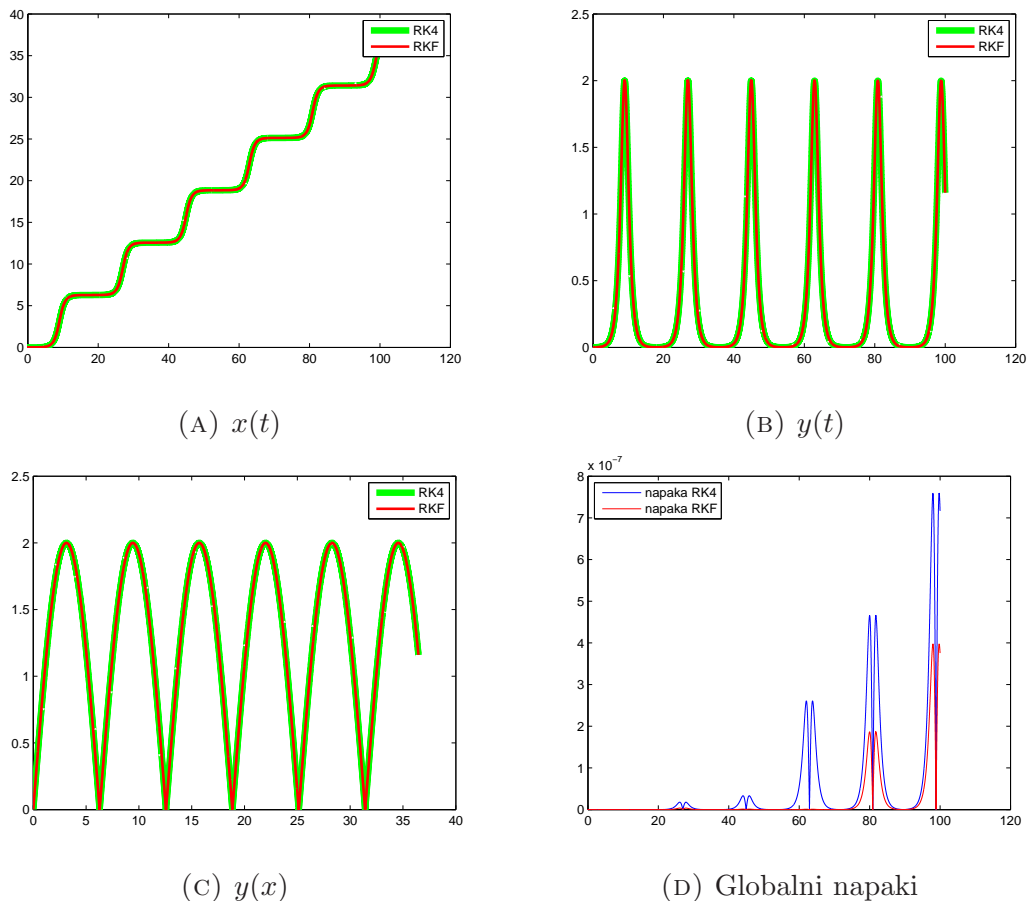 40
35
30
25
20
15
10
5
0
0 20 40 60 80 100 120
RK4
RKF
(A) x(t)
2.5
2
1.5
1
0.5
0
0 20 40 60 80 100 120
RK4
RKF
(B) y(t)
2.5
2
1.5
1
0.5
0
0 5 10 15 20 25 30 35 40
RK4
RKF
(C) y(x)
x 10⁻⁷
8
7
6
5
4
3
2
1
0
0 20 40 60 80 100 120
napaka RK4
napaka RKF
(D) Globalni napaki